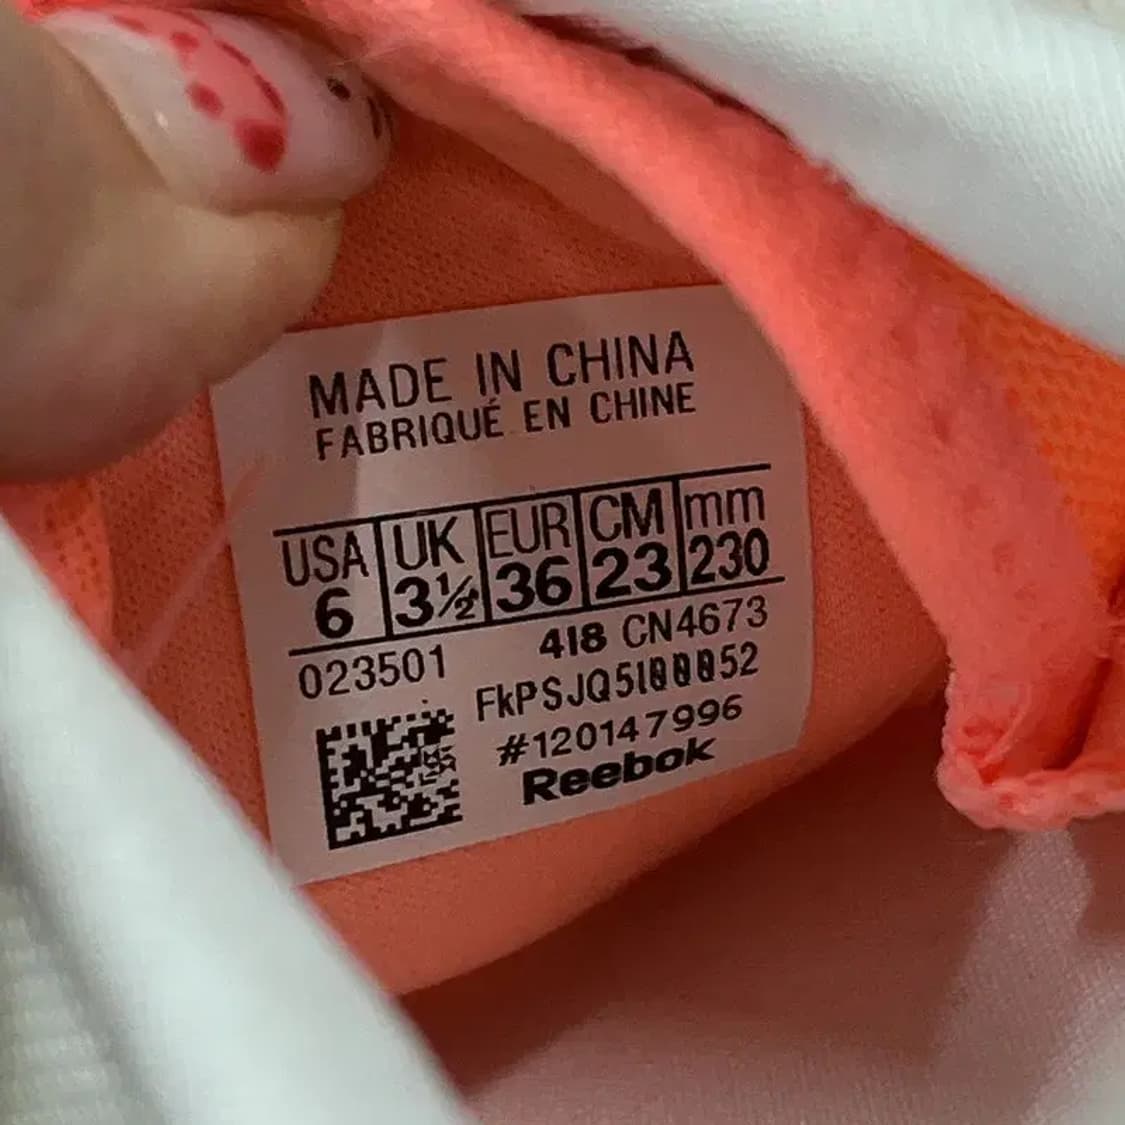 MADE IN CHINA
FABRIQUÉ EN CHINE
USA UK EUR CM mm
6 3½ 36 23 230
023501 418 CN4673
FkPSJQ5100052
#120147996
Reebok